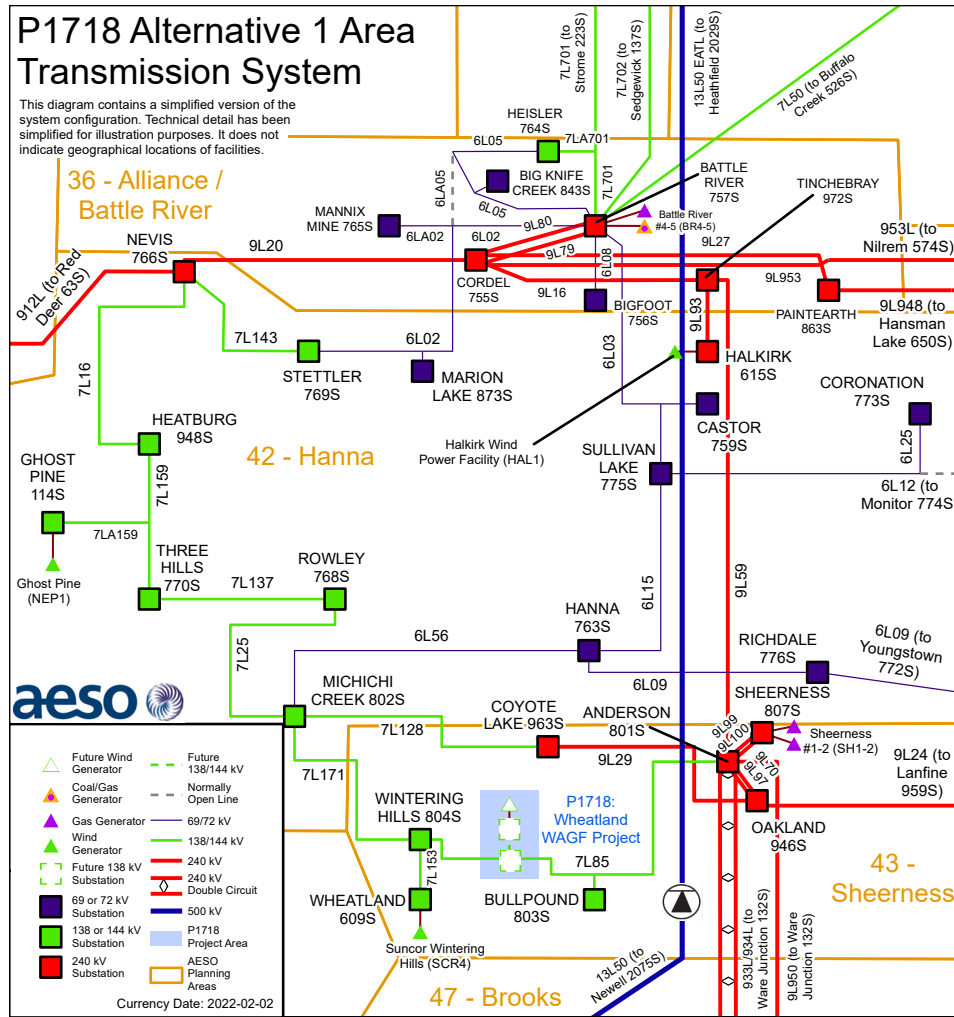 P1718 Alternative 1 Area
Transmission System
This diagram contains a simplified version of the
system configuration. Technical detail has been
simplified for illustration purposes. It does not
indicate geographical locations of facilities.
7L701 (to
Strome 223S)
7L702 (to
Sedgewick 137S)
13L50 EATL (to
Heathfield 2029S)
7L50 (to Buffalo
Creek 526S)
HEISLER
764S
7LA701
6L05
6LA05
7L701
BIG KNIFE
CREEK 843S
6L05
BATTLE
RIVER
757S
TINCHEBRAY
972S
36 - Alliance /
Battle River
MANNIX
MINE 765S
6LA02
6L02
9L80
9L79
6L08
Battle River
#4-5 (BR4-5)
9L27
953L (to
Nilrem 574S)
NEVIS
766S
9L20
CORDEL
755S
9L16
BIGFOOT
756S
9L953
PAINTEARTH
863S
9L948 (to
Hansman
Lake 650S)
912L (to Red
Deer 63S)
9L93
7L143
6L02
6L03
STETTLER
769S
MARION
LAKE 873S
HALKIRK
615S
CORONATION
773S
7L16
HEATBURG
948S
42 - Hanna
Halkirk Wind
Power Facility (HAL1)
CASTOR
759S
SULLIVAN
LAKE
775S
6L25
6L12 (to
Monitor 774S)
GHOST
PINE
114S
7L159
7LA159
Ghost Pine
(NEP1)
THREE
HILLS
770S
7L137
ROWLEY
768S
9L59
6L15
HANNA
763S
7L25
6L56
RICHDALE
776S
6L09 (to
Youngstown
772S)
6L09
aeso
MICHICHI
CREEK 802S
COYOTE
LAKE 963S
ANDERSON
801S
SHEERNESS
807S
7L128
9L99
9L100
Sheerness
#1-2 (SH1-2)
9L29
9L70
9L97
9L24 (to
Lanfine
959S)
7L171
WINTERING
HILLS 804S
P1718:
Wheatland
WAGF Project
OAKLAND
946S
7L153
7L85
WHEATLAND
609S
BULLPOUND
803S
43 -
Sheerness
Suncor Wintering
Hills (SCR4)
13L50 (to
Newell 2075S)
933L/934L (to
Ware Junction 132S)
9L950 (to Ware
Junction 132S)
47 - Brooks
Future Wind
Generator
Coal/Gas
Generator
Gas Generator
Wind
Generator
Future 138 kV
Substation
69 or 72 kV
Substation
138 or 144 kV
Substation
240 kV
Substation
Future
138/144 kV
Normally
Open Line
69/72 kV
138/144 kV
240 kV
240 kV
Double Circuit
500 kV
P1718
Project Area
AESO
Planning
Areas
Currency Date: 2022-02-02